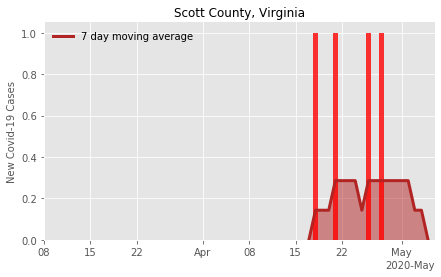 Scott County, Virginia
7 day moving average
New Covid-19 Cases
1.0
0.8
0.6
0.4
0.2
0.0
08 15 22 Apr 08 15 22 May
2020-May